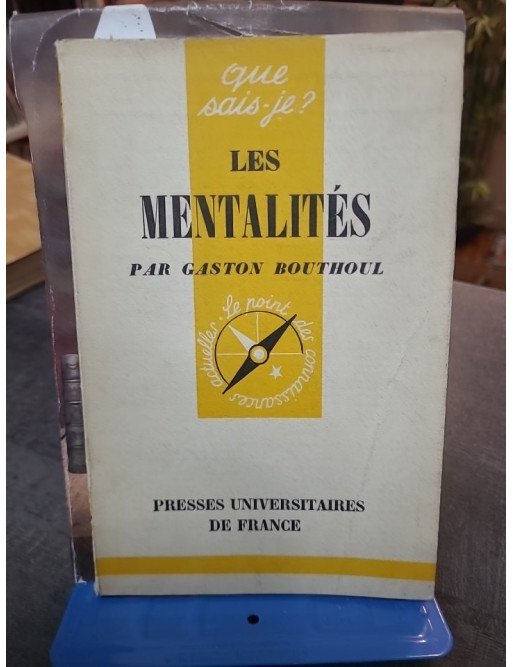 que
sais-je?
LES
MENTALITÉS
PAR GASTON BOUTHOUL
Le point des connaissances actuelles •
PRESSES UNIVERSITAIRES
DE FRANCE